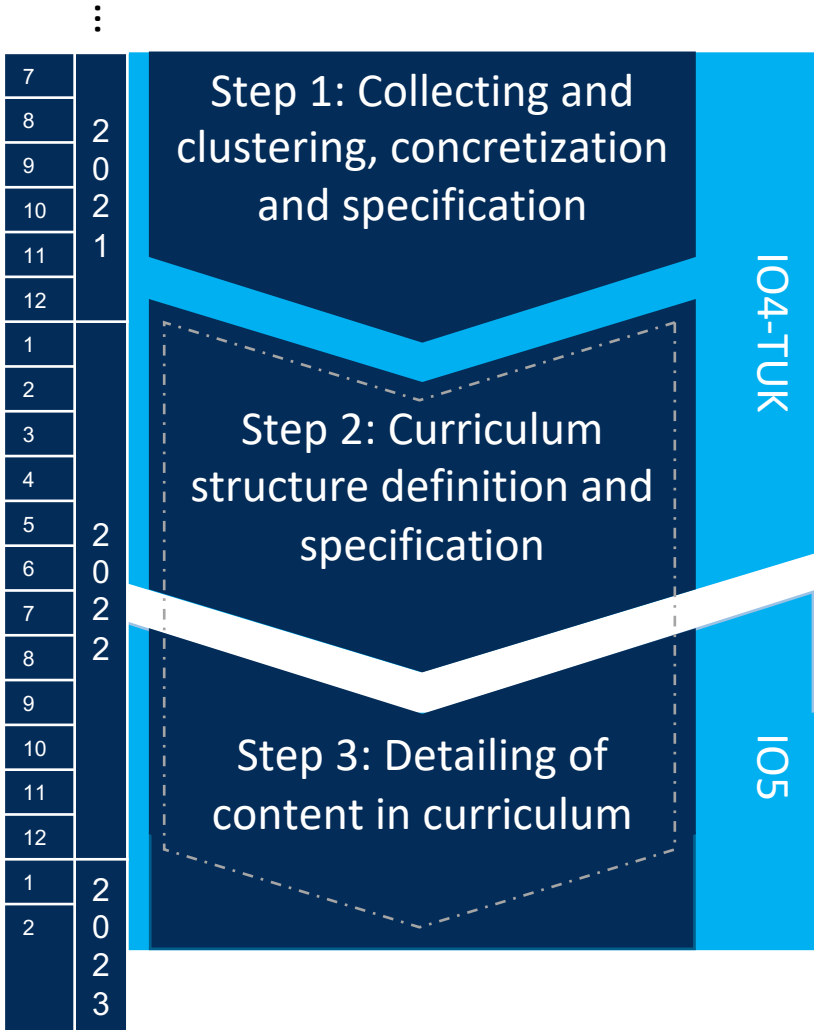 ...
7
8
9
10
11
12
2021
1
2
3
4
5
6
7
8
9
10
11
12
2022
1
2
2023
Step 1: Collecting and
clustering, concretization
and specification
Step 2: Curriculum
structure definition and
specification
Step 3: Detailing of
content in curriculum
IO4-TUK
IO5